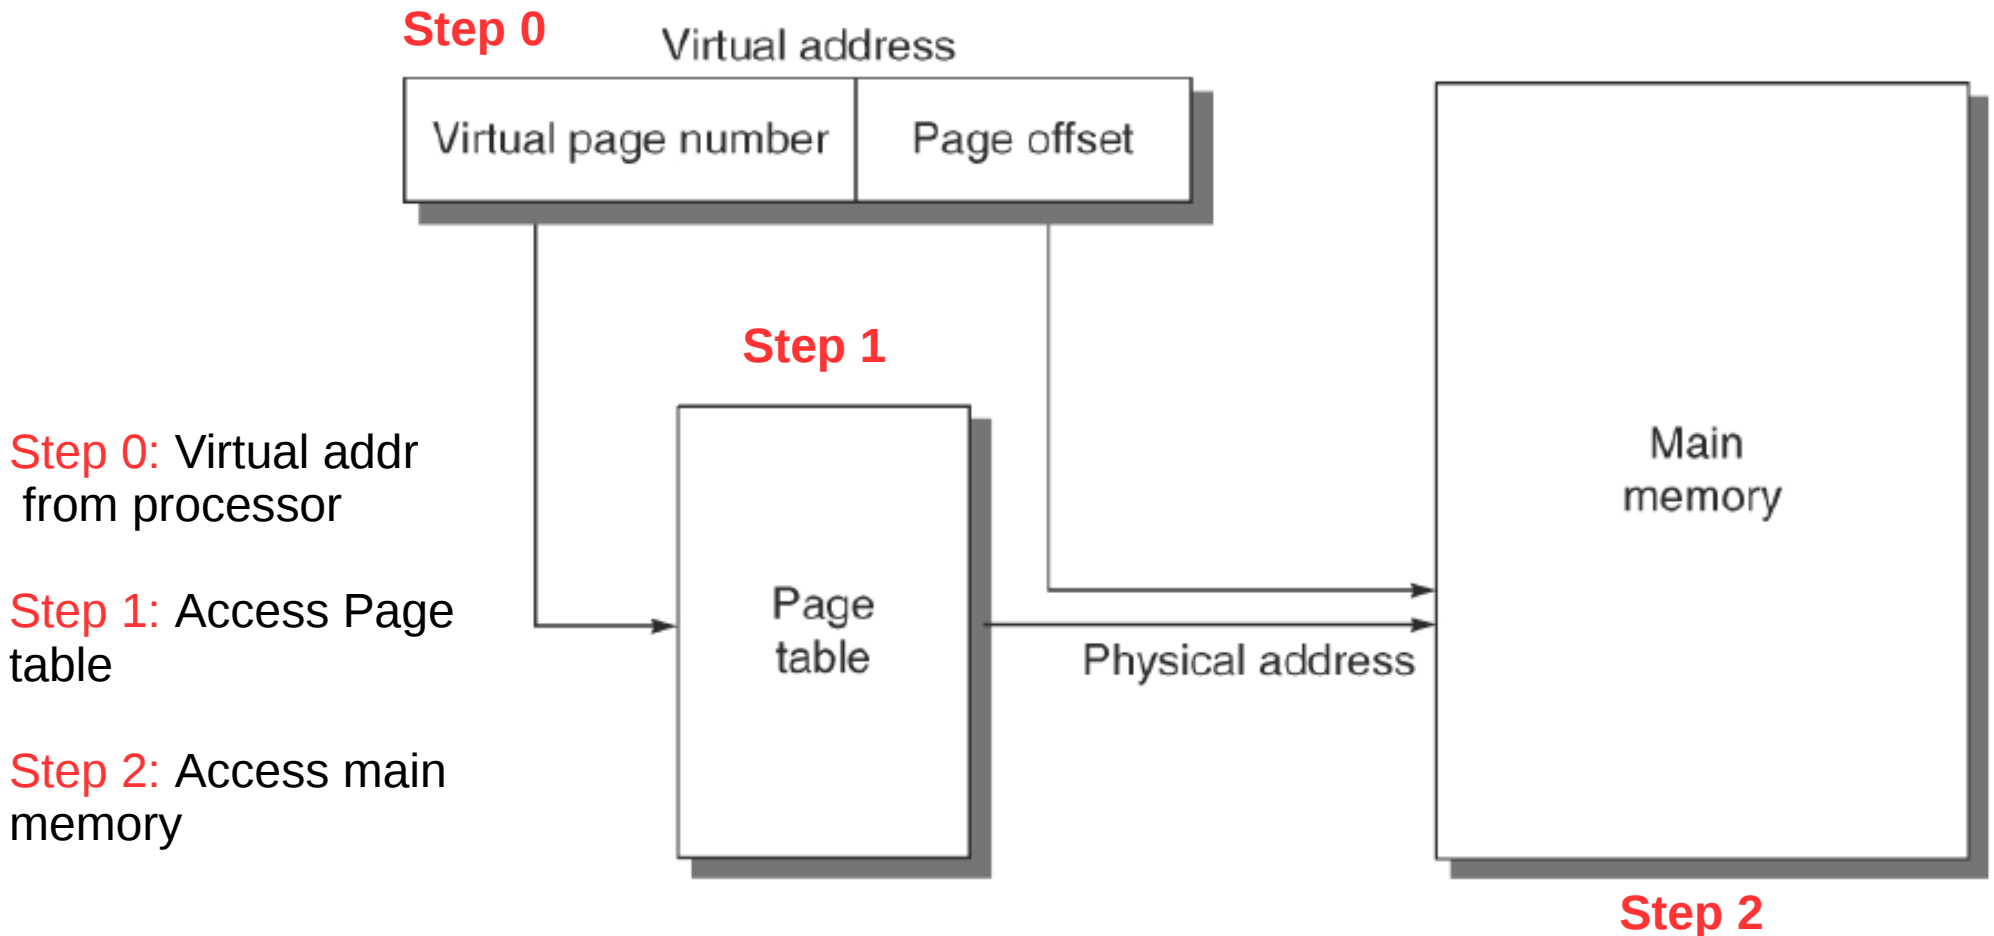 Step 0
Virtual address
Virtual page number
Page offset
Step 1
Step 0: Virtual addr
from processor
Step 1: Access Page
table
Step 2: Access main
memory
Page
table
Physical address
Main
memory
Step 2